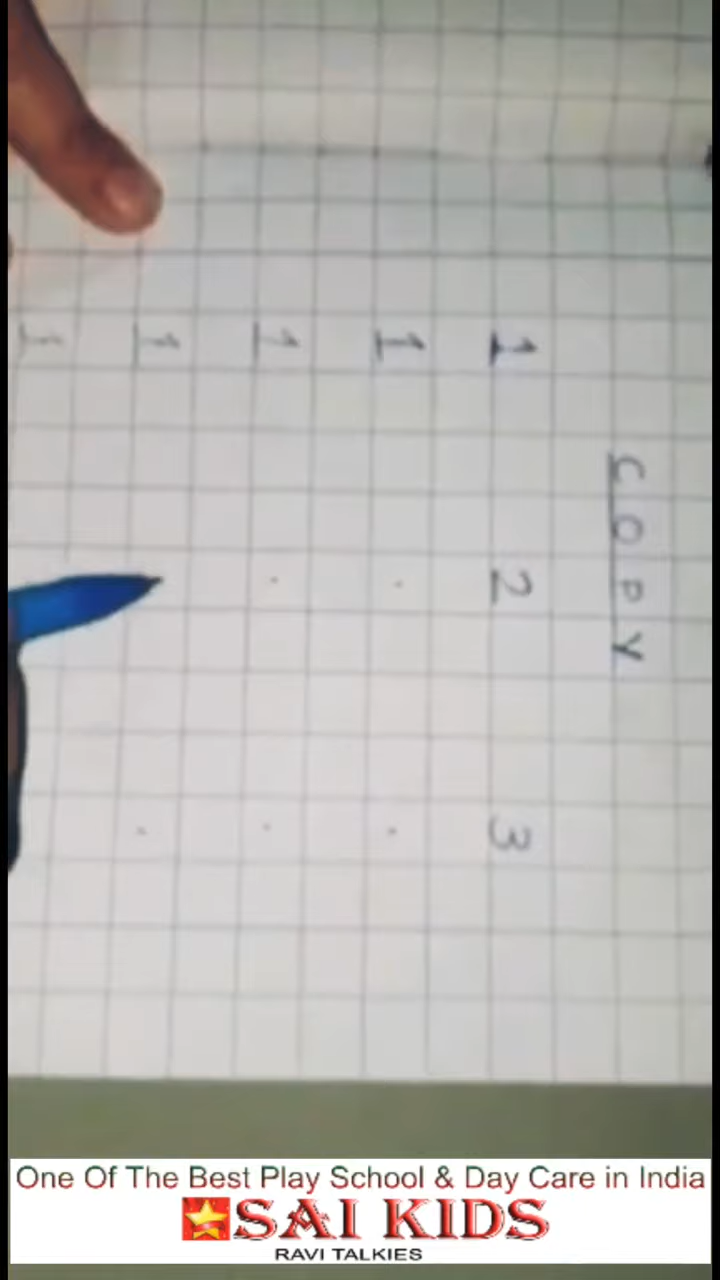 COPY
1 2 3
1 . .
1 . .
1 .
1
One Of The Best Play School & Day Care in India
SAI KIDS
RAVI TALKIES